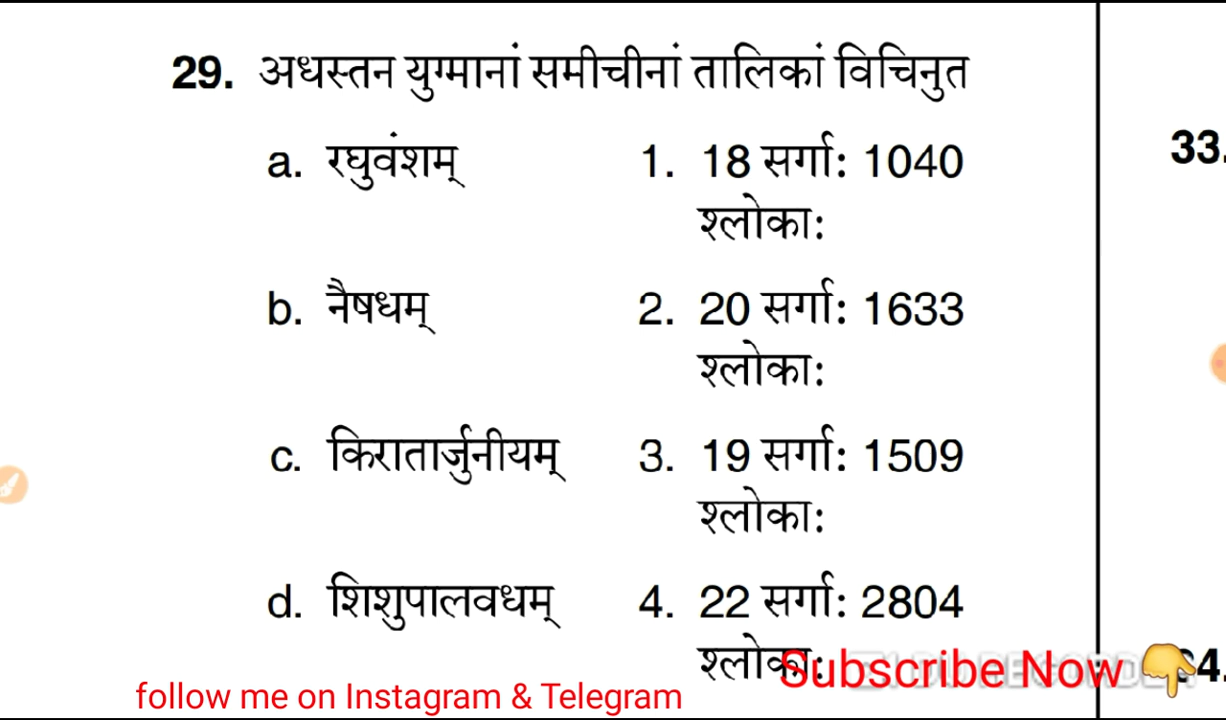 29. अधस्तन युग्मानां समीचीनां तालिकां विचिनुत
a. रघुवंशम् 1. 18 सर्गाः 1040
श्लोकाः
b. नैषधम् 2. 20 सर्गाः 1633
श्लोकाः
c. किरातार्जुनीयम् 3. 19 सर्गाः 1509
श्लोकाः
d. शिशुपालवधम् 4. 22 सर्गाः 2804
श्लोकाः
33.
Subscribe Now 👇
follow me on Instagram & Telegram